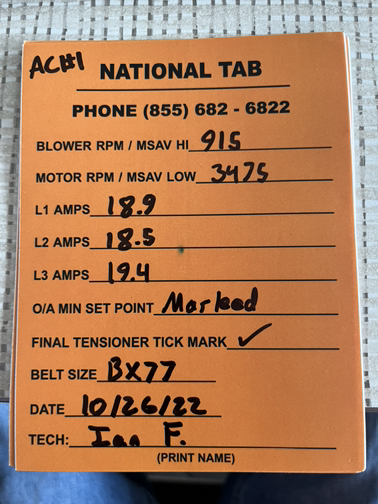 AC#1
NATIONAL TAB
PHONE (855) 682 - 6822
BLOWER RPM / MSAV HI 915
MOTOR RPM / MSAV LOW 3475
L1 AMPS 18.9
L2 AMPS 18.5
L3 AMPS 19.4
O/A MIN SET POINT Marked
FINAL TENSIONER TICK MARK ✓
BELT SIZE BX77
DATE 10/26/22
TECH: Ian F.
(PRINT NAME)